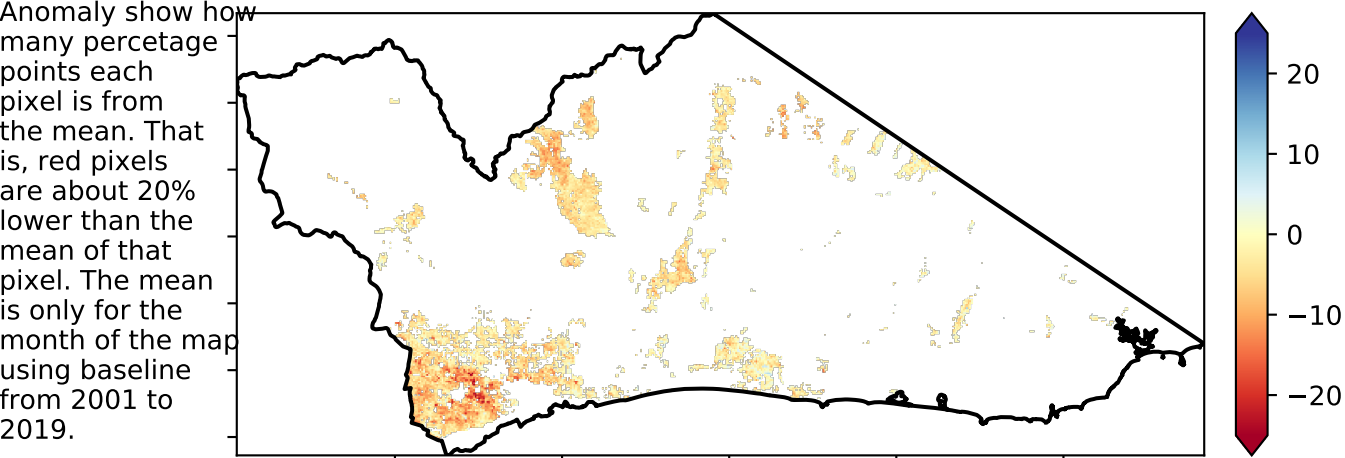 Anomaly show how
many percetage
points each
pixel is from
the mean. That
is, red pixels
are about 20%
lower than the
mean of that
pixel. The mean
is only for the
month of the map
using baseline
from 2001 to
2019.
20
10
0
−10
−20